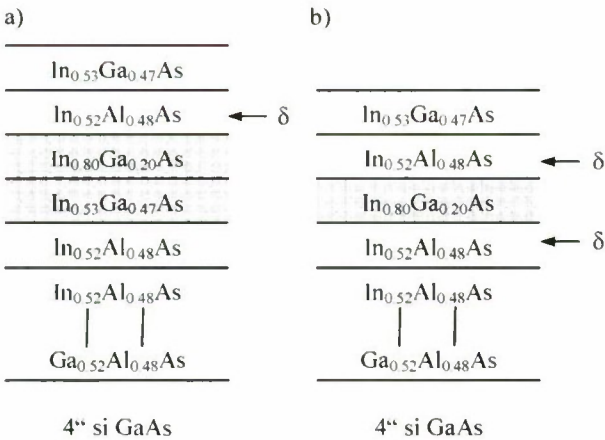 a)
In0.53Ga0.47As
In0.52Al0.48As
δ
In0.80Ga0.20As
In0.53Ga0.47As
In0.52Al0.48As
In0.52Al0.48As
Ga0.52Al0.48As
4“ si GaAs
b)
In0.53Ga0.47As
In0.52Al0.48As
δ
In0.80Ga0.20As
In0.52Al0.48As
δ
In0.52Al0.48As
Ga0.52Al0.48As
4“ si GaAs